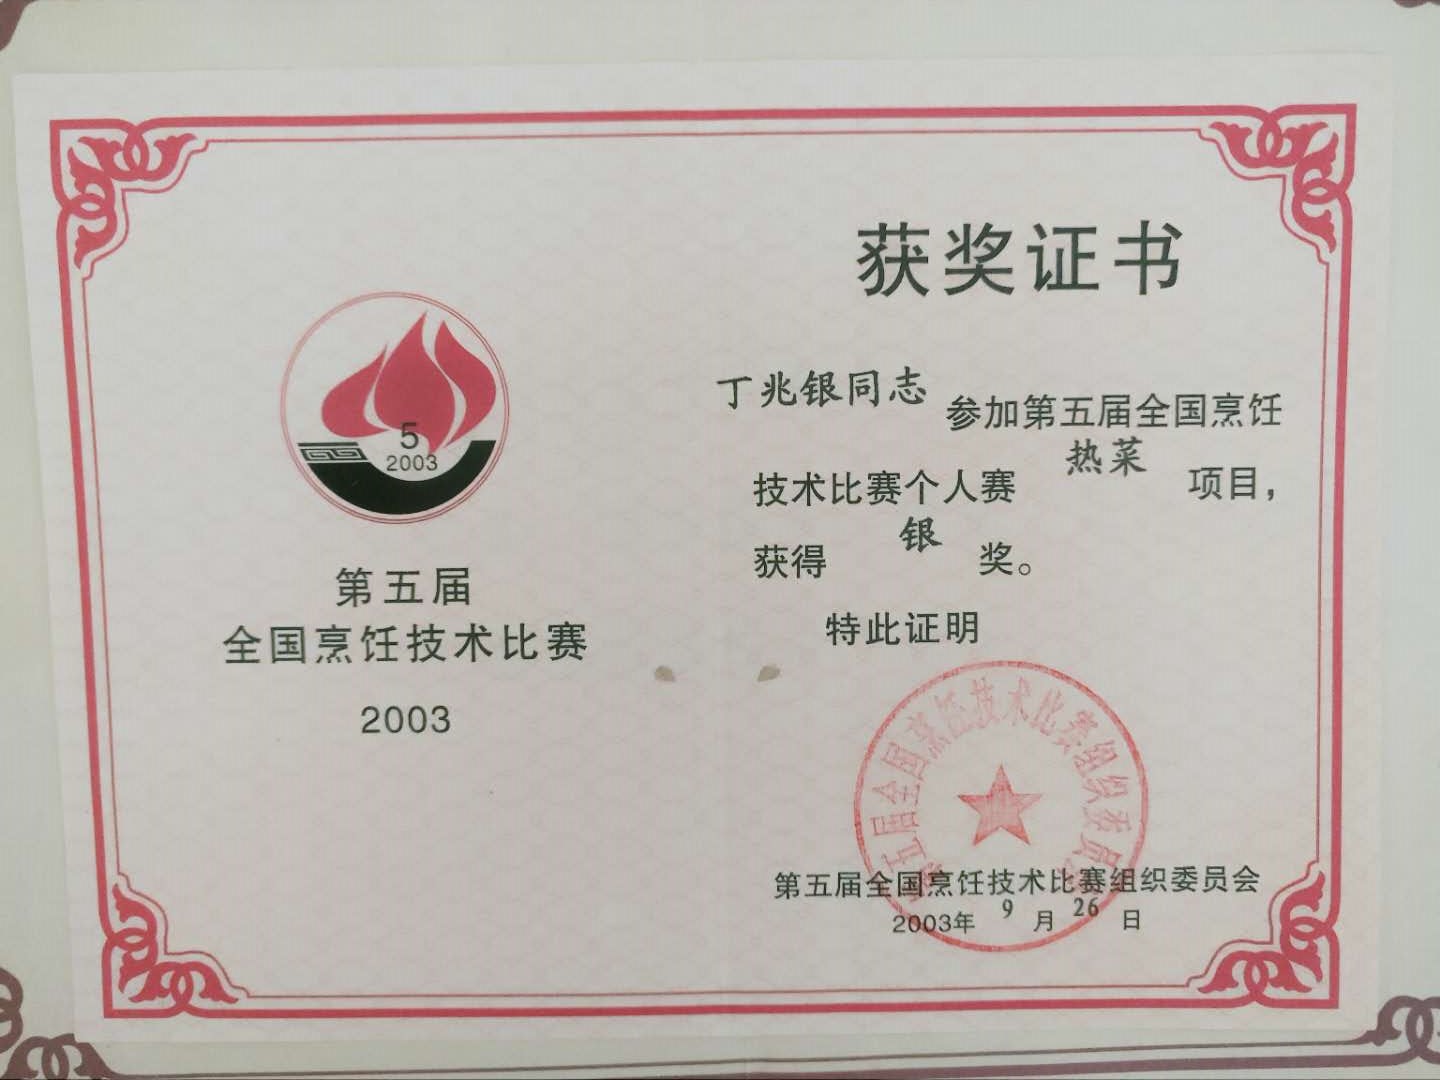 5
2003
第五届
全国烹饪技术比赛
2003
获奖证书
丁兆银同志 参加第五届全国烹饪
技术比赛个人赛 热菜 项目，
获得 银 奖。
特此证明
第五届全国烹饪技术比赛组织委员会
第五届全国烹饪技术比赛组织委员会
2003年 9 月 26 日